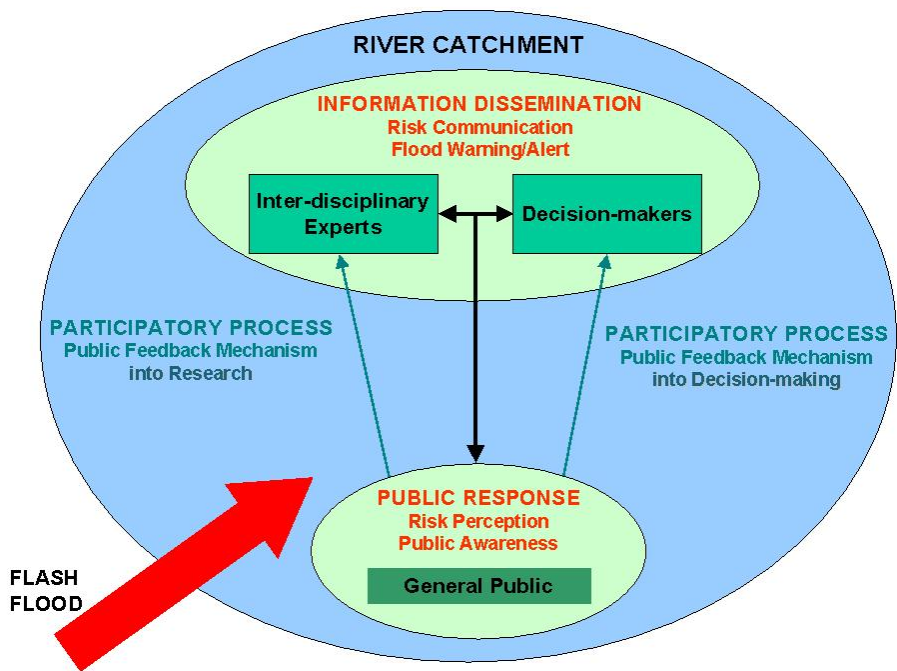 RIVER CATCHMENT
INFORMATION DISSEMINATION
Risk Communication
Flood Warning/Alert
Inter-disciplinary
Experts
Decision-makers
PARTICIPATORY PROCESS
Public Feedback Mechanism
into Research
PARTICIPATORY PROCESS
Public Feedback Mechanism
into Decision-making
PUBLIC RESPONSE
Risk Perception
Public Awareness
General Public
FLASH
FLOOD